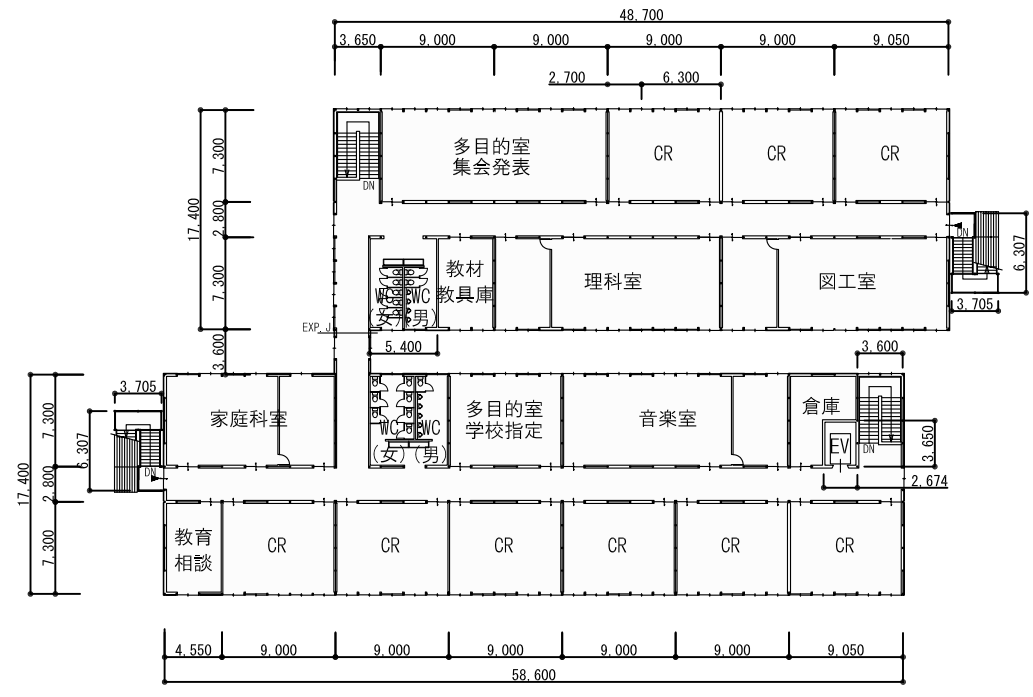 48,700
3,650 9,000 9,000 9,000 9,000 9,050
2,700 6,300
7,300
2,800
7,300
17,400
3,600
DN
多目的室
集会発表
CR
CR
CR
DN
6,307
3,705
WC
(女)
WC
(男)
教材
教具庫
理科室
図工室
EXP.J
5,400
3,600
3,705
6,307
7,300
2,800
7,300
17,400
DN
家庭科室
WC
(女)
WC
(男)
多目的室
学校指定
音楽室
倉庫
EV
DN
3,650
2,674
教育
相談
CR
CR
CR
CR
CR
CR
4,550 9,000 9,000 9,000 9,000 9,000 9,050
58,600